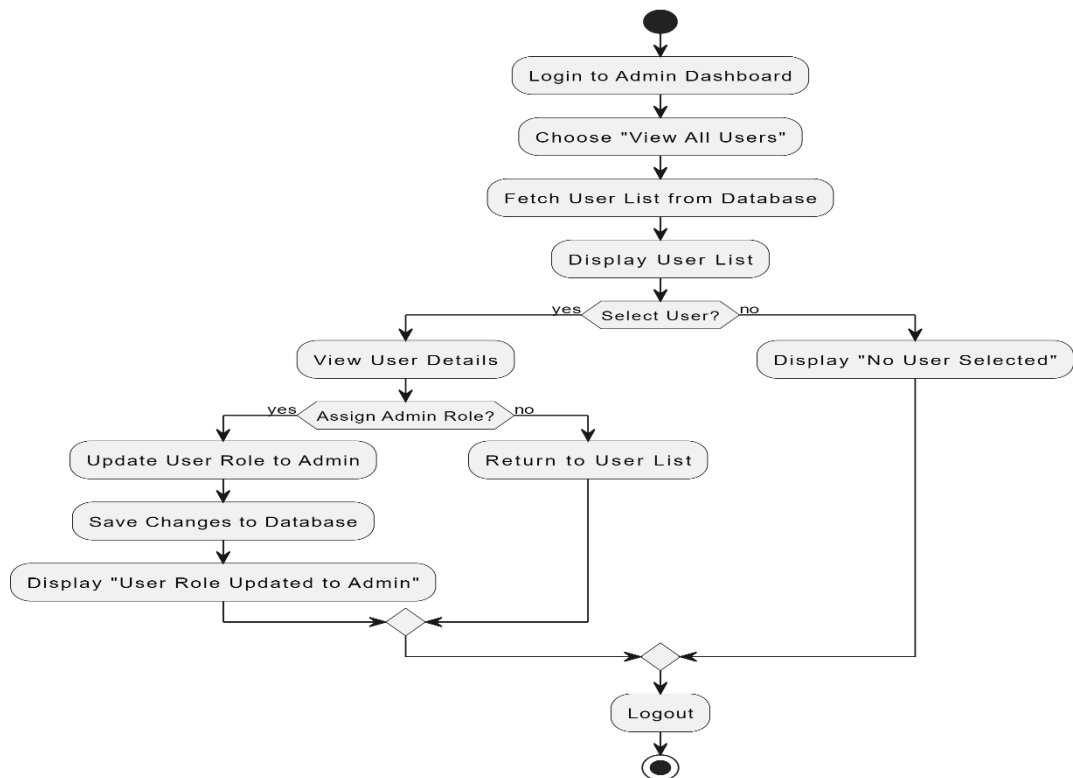 Login to Admin Dashboard
Choose "View All Users"
Fetch User List from Database
Display User List
yes
Select User?
no
View User Details
Display "No User Selected"
yes
Assign Admin Role?
no
Update User Role to Admin
Return to User List
Save Changes to Database
Display "User Role Updated to Admin"
Logout